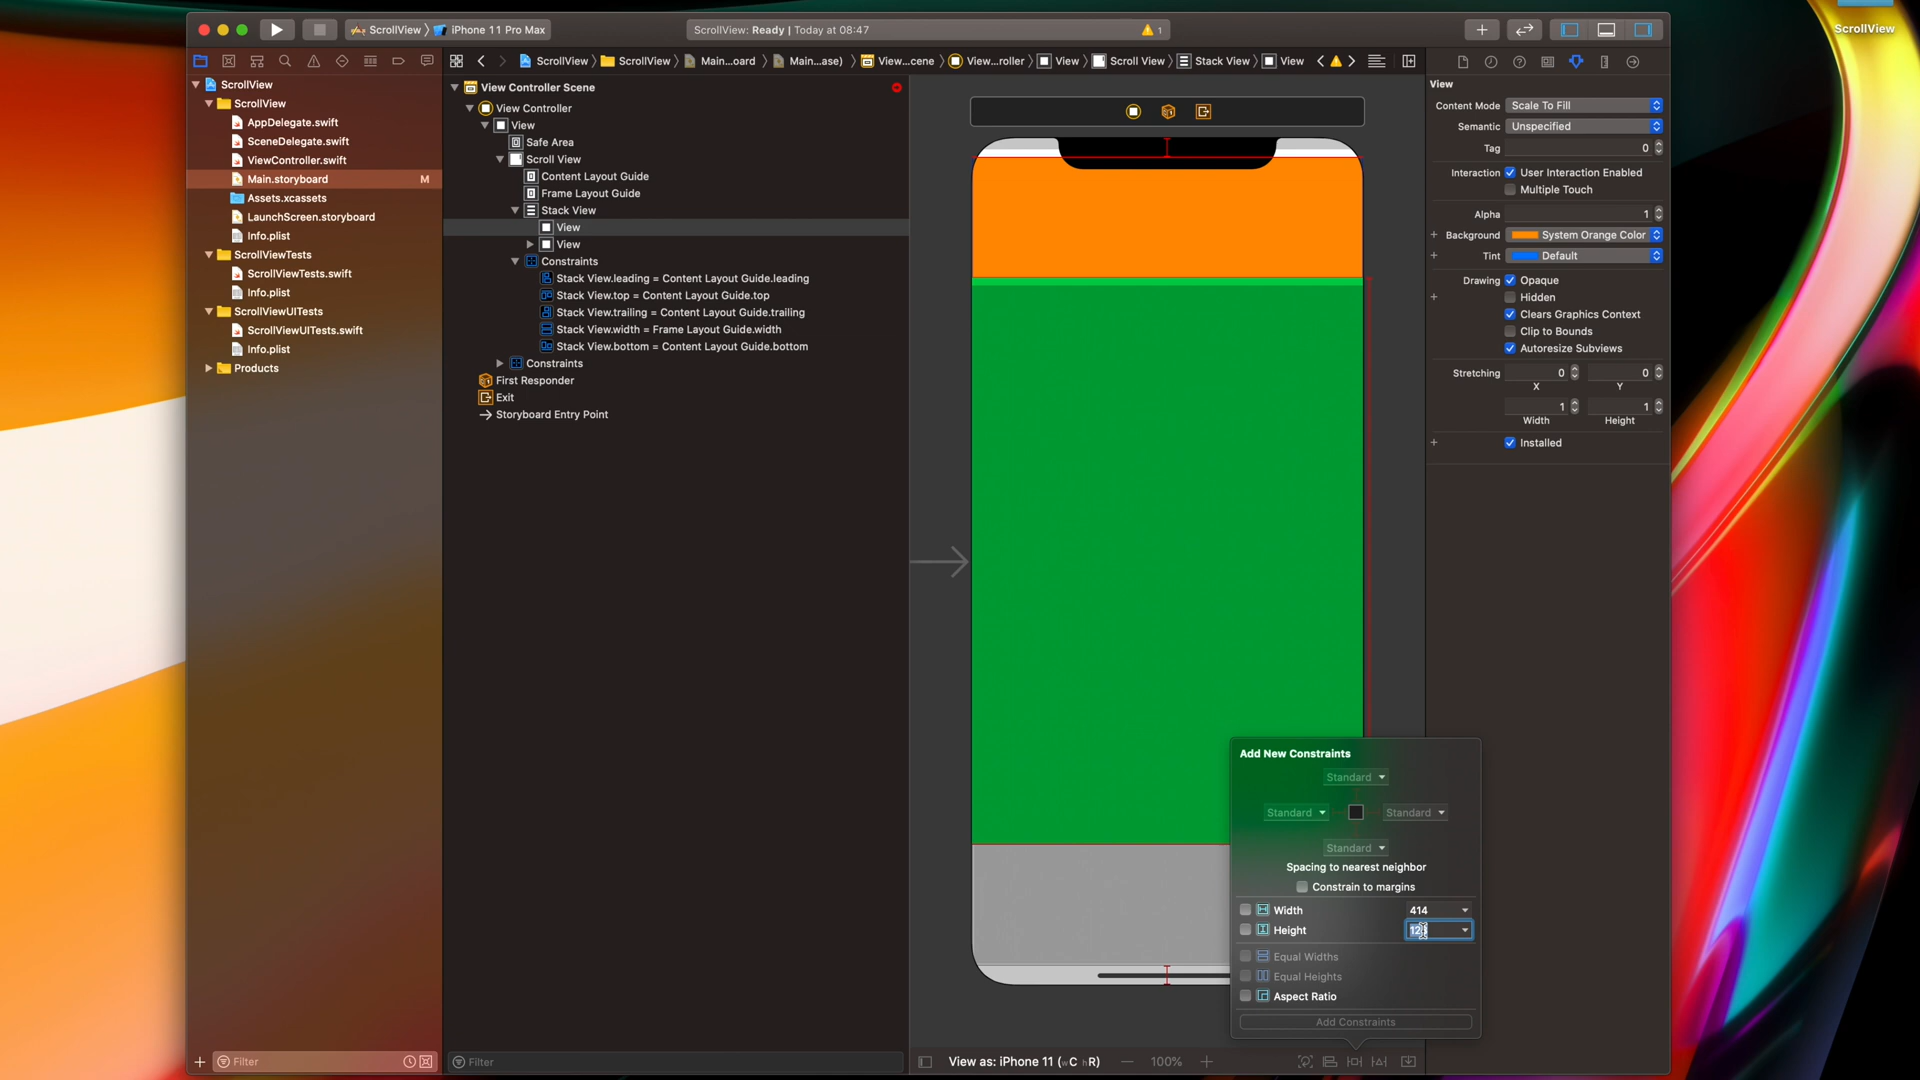 ScrollView
ScrollView
iPhone 11 Pro Max
ScrollView: Ready | Today at 08:47
1
ScrollView
ScrollView
Main...oard
Main...ase)
View...cene
View...roller
View
Scroll View
Stack View
View
ScrollView
ScrollView
AppDelegate.swift
SceneDelegate.swift
ViewController.swift
Main.storyboard
M
Assets.xcassets
LaunchScreen.storyboard
Info.plist
ScrollViewTests
ScrollViewTests.swift
Info.plist
ScrollViewUITests
ScrollViewUITests.swift
Info.plist
Products
Filter
View Controller Scene
View Controller
View
Safe Area
Scroll View
Content Layout Guide
Frame Layout Guide
Stack View
View
View
Constraints
Stack View.leading = Content Layout Guide.leading
Stack View.top = Content Layout Guide.top
Stack View.trailing = Content Layout Guide.trailing
Stack View.width = Frame Layout Guide.width
Stack View.bottom = Content Layout Guide.bottom
Constraints
First Responder
Exit
Storyboard Entry Point
Filter
View as: iPhone 11 (wC hR)
100%
Add New Constraints
Standard
Standard
Standard
Standard
Spacing to nearest neighbor
Constrain to margins
Width 414
Height
Equal Widths
Equal Heights
Aspect Ratio
Add Constraints
View
Content Mode Scale To Fill
Semantic Unspecified
Tag 0
Interaction User Interaction Enabled
Multiple Touch
Alpha 1
Background System Orange Color
Tint Default
Drawing Opaque
Hidden
Clears Graphics Context
Clip to Bounds
Autoresize Subviews
Stretching 0 0
X Y
1 1
Width Height
Installed